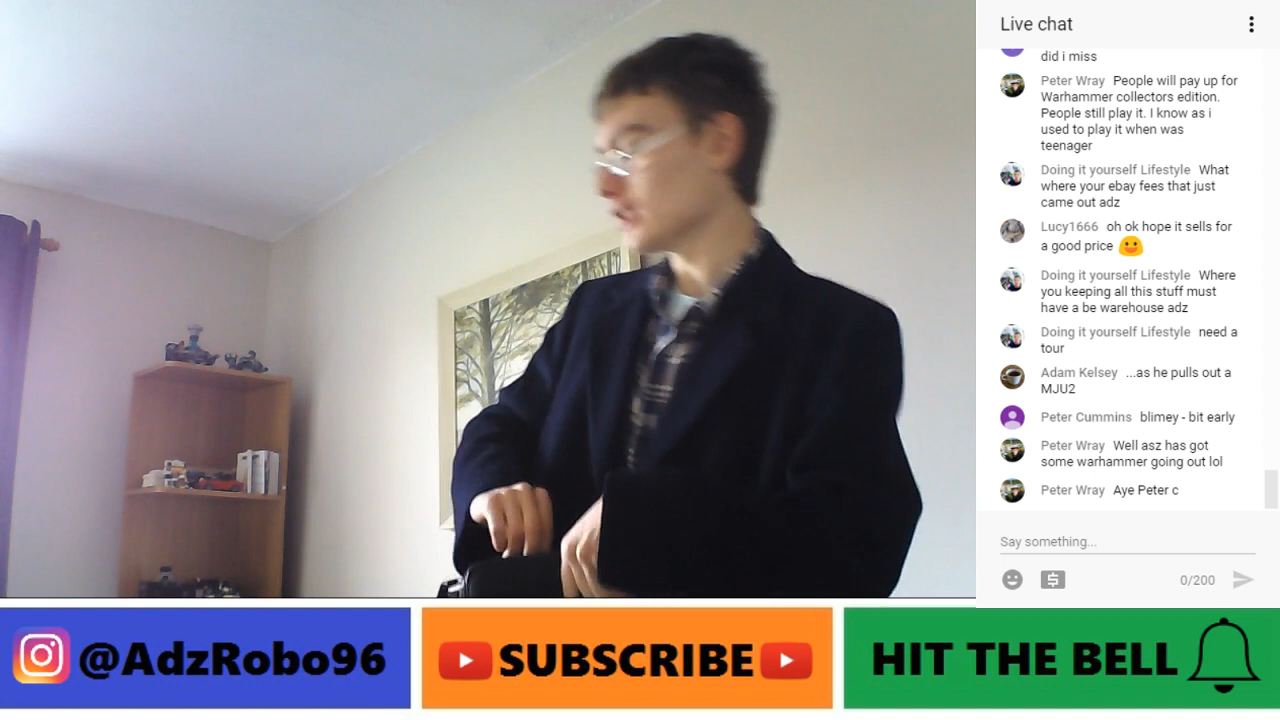 Live chat
did i miss
Peter Wray People will pay up for
Warhammer collectors edition.
People still play it. I know as i
used to play it when was
teenager
Doing it yourself Lifestyle What
where your ebay fees that just
came out adz
Lucy1666 oh ok hope it sells for
a good price
Doing it yourself Lifestyle Where
you keeping all this stuff must
have a be warehouse adz
Doing it yourself Lifestyle need a
tour
Adam Kelsey ...as he pulls out a
MJU2
Peter Cummins blimey - bit early
Peter Wray Well asz has got
some warhammer going out lol
Peter Wray Aye Peter c
Say something...
0/200
@AdzRobo96
SUBSCRIBE
HIT THE BELL